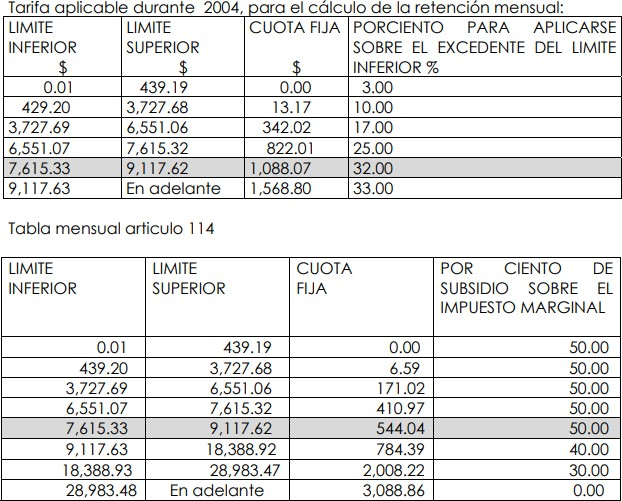 Tarifa aplicable durante 2004, para el cálculo de la retención mensual:
LIMITE INFERIOR $ | LIMITE SUPERIOR $ | CUOTA FIJA $ | PORCIENTO PARA APLICARSE SOBRE EL EXCEDENTE DEL LIMITE INFERIOR %
0.01 | 439.19 | 0.00 | 3.00
429.20 | 3,727.68 | 13.17 | 10.00
3,727.69 | 6,551.06 | 342.02 | 17.00
6,551.07 | 7,615.32 | 822.01 | 25.00
7,615.33 | 9,117.62 | 1,088.07 | 32.00
9,117.63 | En adelante | 1,568.80 | 33.00
Tabla mensual articulo 114
LIMITE INFERIOR | LIMITE SUPERIOR | CUOTA FIJA | POR CIENTO DE SUBSIDIO SOBRE EL IMPUESTO MARGINAL
0.01 | 439.19 | 0.00 | 50.00
439.20 | 3,727.68 | 6.59 | 50.00
3,727.69 | 6,551.06 | 171.02 | 50.00
6,551.07 | 7,615.32 | 410.97 | 50.00
7,615.33 | 9,117.62 | 544.04 | 50.00
9,117.63 | 18,388.92 | 784.39 | 40.00
18,388.93 | 28,983.47 | 2,008.22 | 30.00
28,983.48 | En adelante | 3,088.86 | 0.00